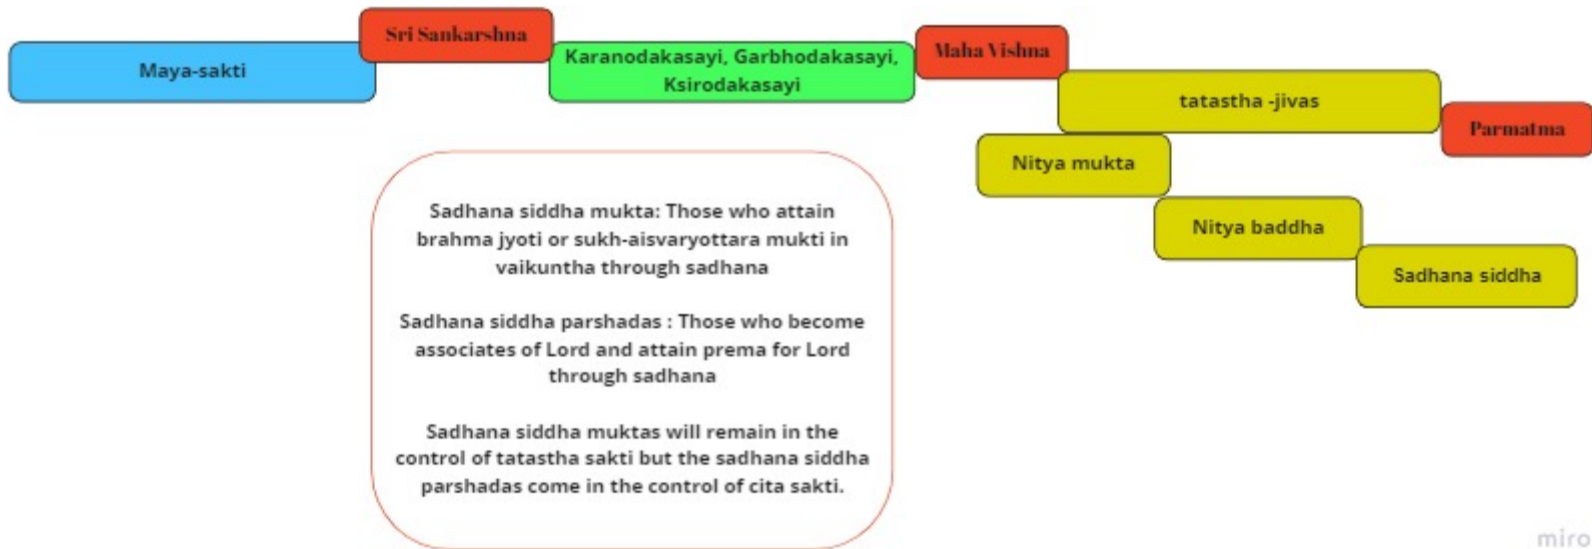 Sri Sankarshna
Maya-sakti
Karanodakasayi, Garbhodakasayi,
Ksirodakasayi
Maha Vishna
tatastha -jivas
Parmatma
Nitya mukta
Nitya baddha
Sadhana siddha
Sadhana siddha mukta: Those who attain
brahma jyoti or sukh-aisvaryottara mukti in
vaikuntha through sadhana
Sadhana siddha parshadas : Those who become
associates of Lord and attain prema for Lord
through sadhana
Sadhana siddha muktas will remain in the
control of tatastha sakti but the sadhana siddha
parshadas come in the control of cita sakti.
miro